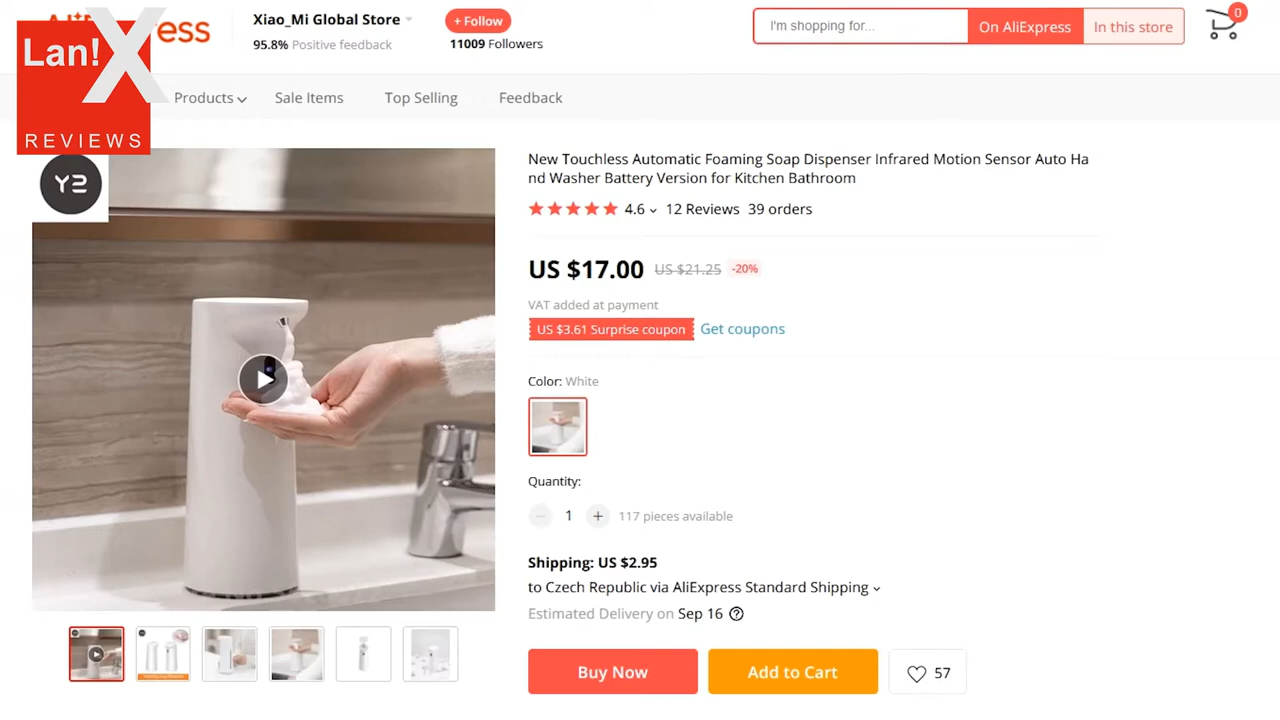 Xiao_Mi Global Store
+ Follow
95.8% Positive feedback
11009 Followers
I'm shopping for...
On AliExpress
In this store
0
ess
Lan!X
REVIEWS
Products
Sale Items
Top Selling
Feedback
Y2
New Touchless Automatic Foaming Soap Dispenser Infrared Motion Sensor Auto Ha
nd Washer Battery Version for Kitchen Bathroom
4.6
12 Reviews
39 orders
US $17.00
US $21.25
-20%
VAT added at payment
US $3.61 Surprise coupon
Get coupons
Color: White
Quantity:
1
117 pieces available
Shipping: US $2.95
to Czech Republic via AliExpress Standard Shipping
Estimated Delivery on Sep 16
Buy Now
Add to Cart
57